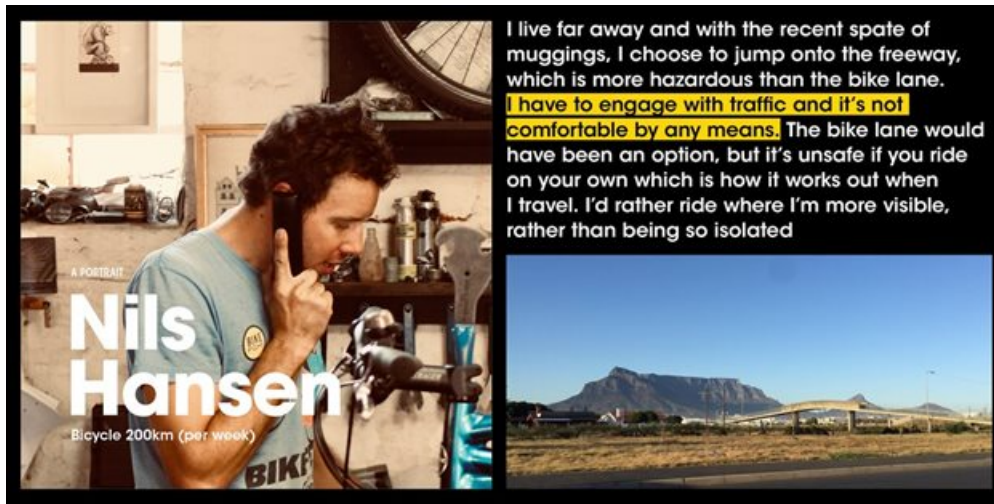 A PORTRAIT
Nils
Hansen
Bicycle 200km (per week)
BIKE
BIKE
I live far away and with the recent spate of
muggings, I choose to jump onto the freeway,
which is more hazardous than the bike lane.
I have to engage with traffic and it's not
comfortable by any means. The bike lane would
have been an option, but it's unsafe if you ride
on your own which is how it works out when
I travel. I'd rather ride where I'm more visible,
rather than being so isolated